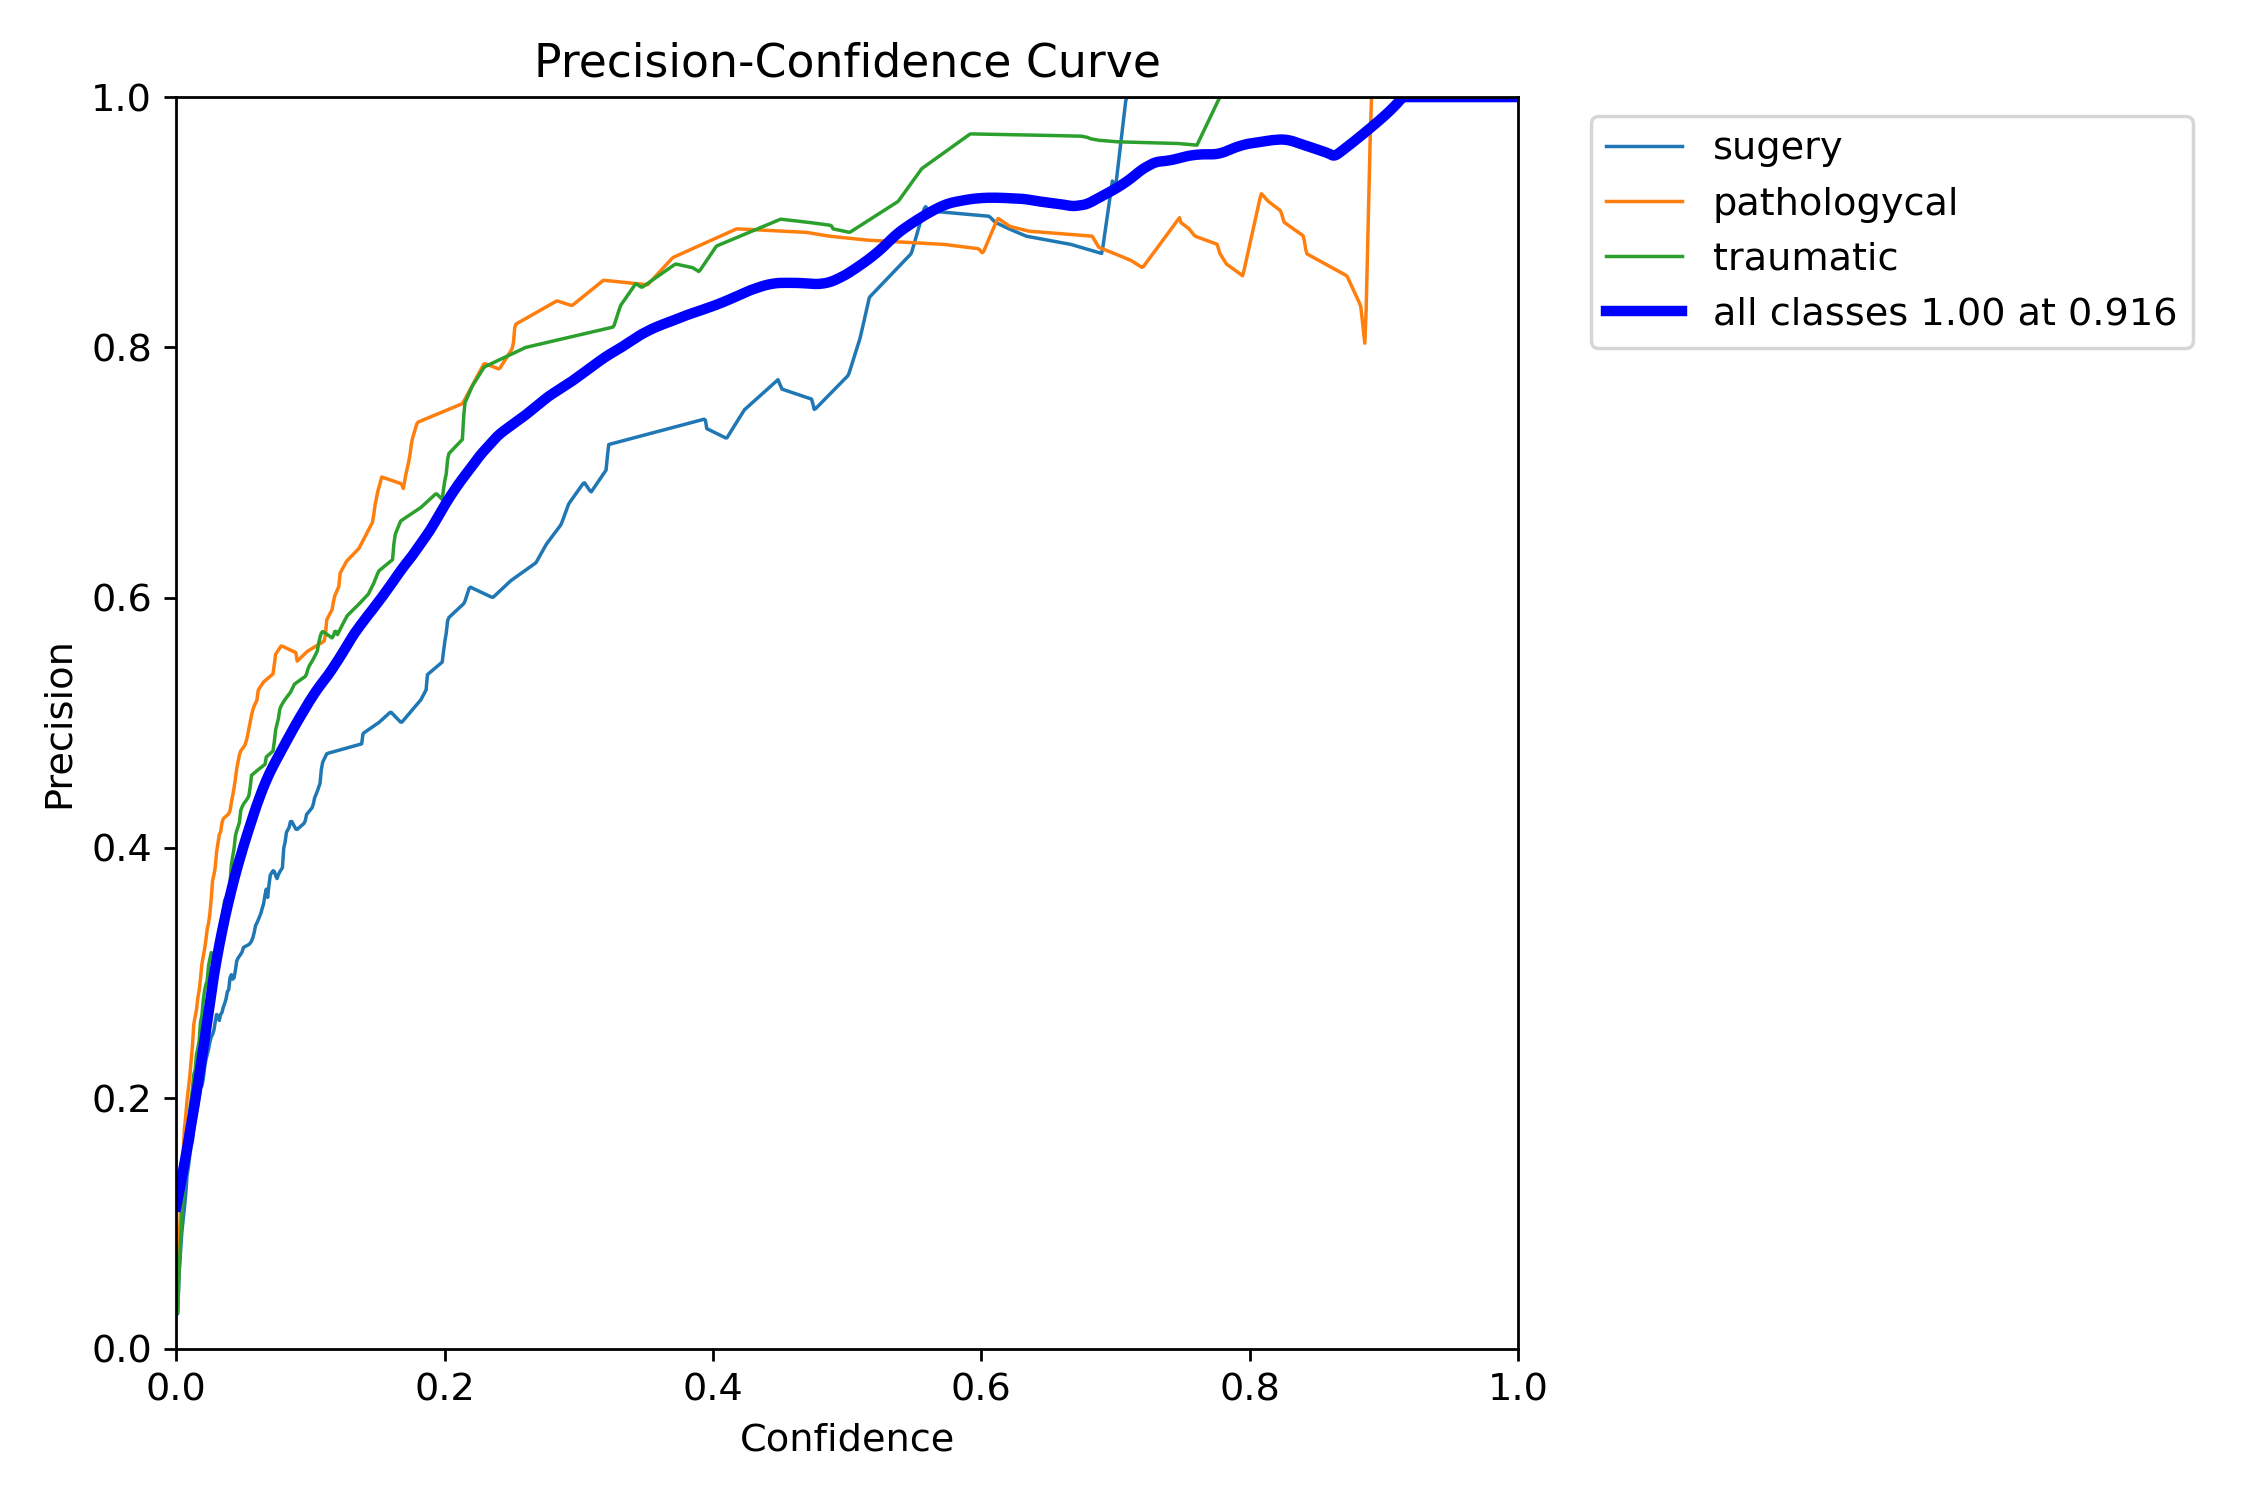 Precision-Confidence Curve
1.0
0.8
0.6
0.4
0.2
0.0
Precision
0.0 0.2 0.4 0.6 0.8 1.0
Confidence
sugery
pathologycal
traumatic
all classes 1.00 at 0.916